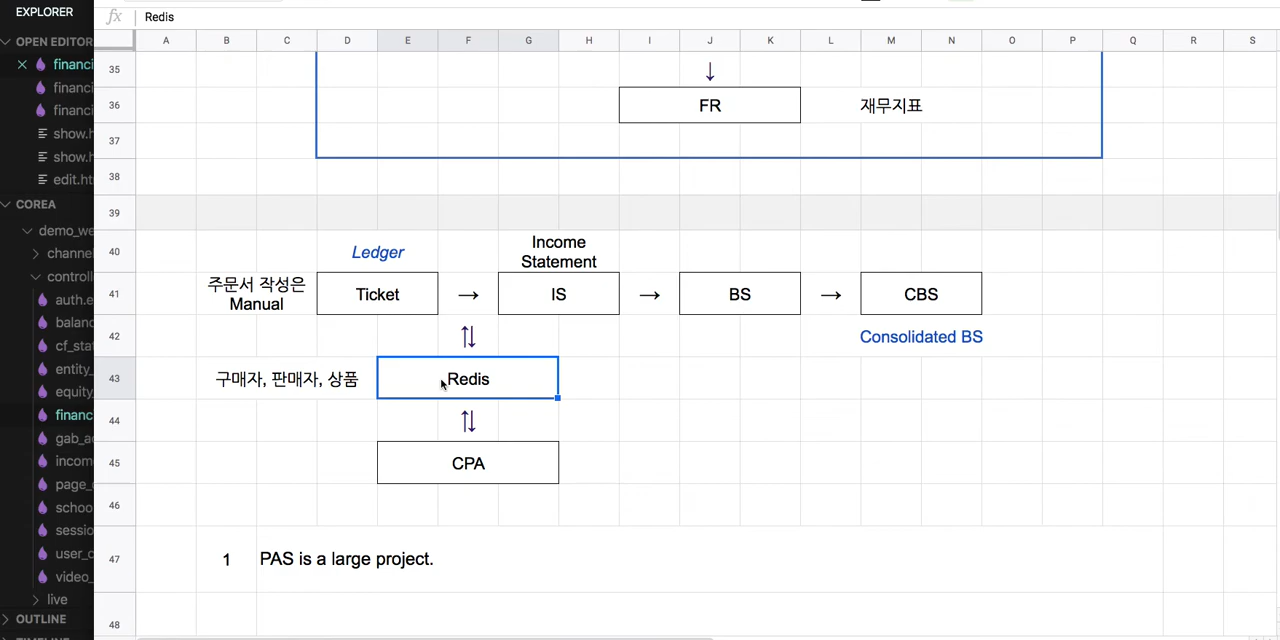 EXPLORER
fx Redis
A B C D E F G H I J K L M N O P Q R S
OPEN EDITOR
financi
financi
financi
show.h
show.h
edit.ht
COREA
demo_we
channe
controll
auth.e
balanc
cf_stat
entity_
equity_
financ
gab_ac
income
page_c
schoo
sessio
user_c
video_
live
OUTLINE
35
36 FR 재무지표
37
38
39
40 Ledger Income
Statement
41 주문서 작성은
Manual Ticket → IS → BS → CBS
42 Consolidated BS
43 구매자, 판매자, 상품 Redis
44
45 CPA
46
47 1 PAS is a large project.
48